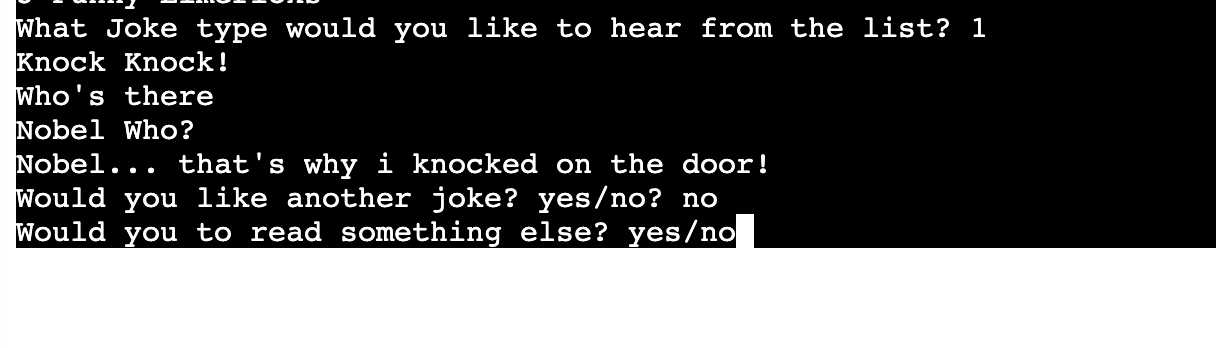 What Joke type would you like to hear from the list? 1
Knock Knock!
Who's there
Nobel Who?
Nobel... that's why i knocked on the door!
Would you like another joke? yes/no? no
Would you to read something else? yes/no